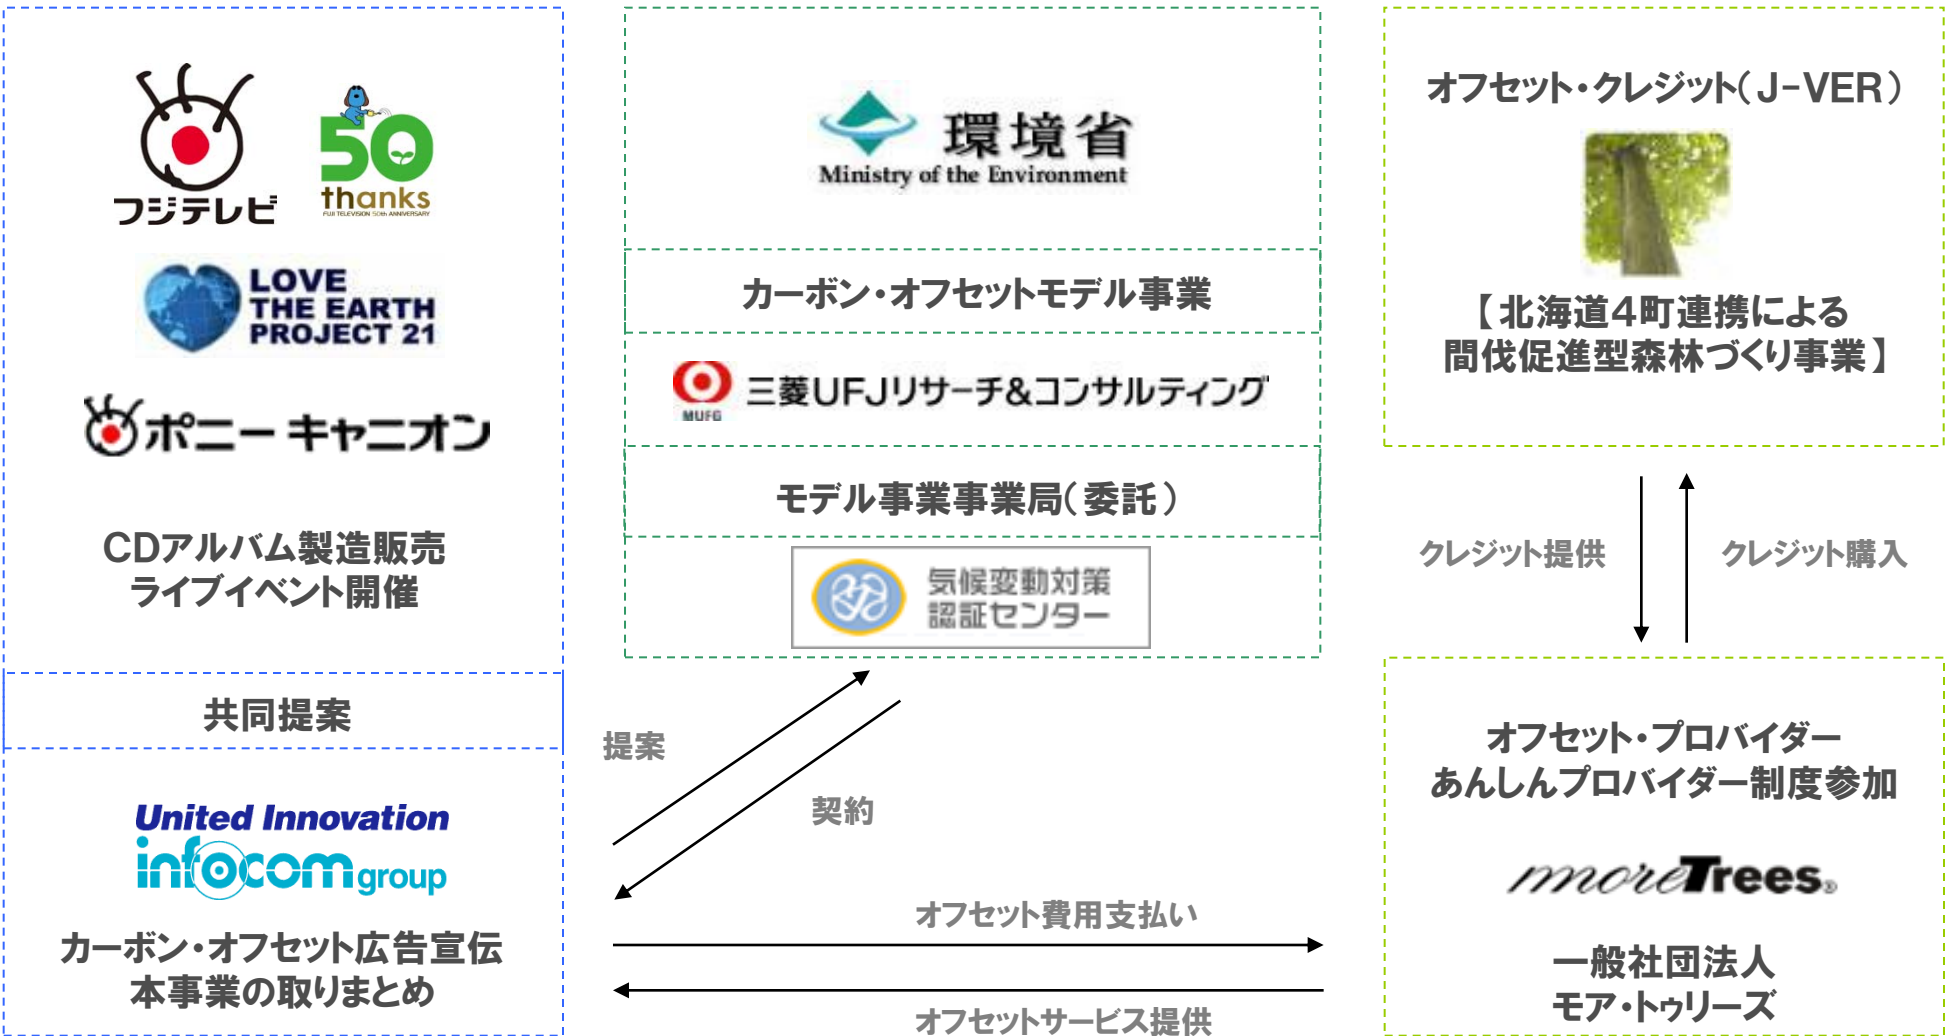 フジテレビ
50
thanks
FUJI TELEVISION 50th ANNIVERSARY
LOVE
THE EARTH
PROJECT 21
ポニーキャニオン
CDアルバム製造販売
ライブイベント開催
共同提案
United Innovation
infocom group
カーボン・オフセット広告宣伝
本事業の取りまとめ
環境省
Ministry of the Environment
カーボン・オフセットモデル事業
MUFG
三菱UFJリサーチ&コンサルティング
モデル事業事業局(委託)
気候変動対策
認証センター
提案
契約
オフセット費用支払い
オフセットサービス提供
オフセット・クレジット(J-VER)
【北海道4町連携による
間伐促進型森林づくり事業】
クレジット提供
クレジット購入
オフセット・プロバイダー
あんしんプロバイダー制度参加
moreTrees®
一般社団法人
モア・トゥリーズ